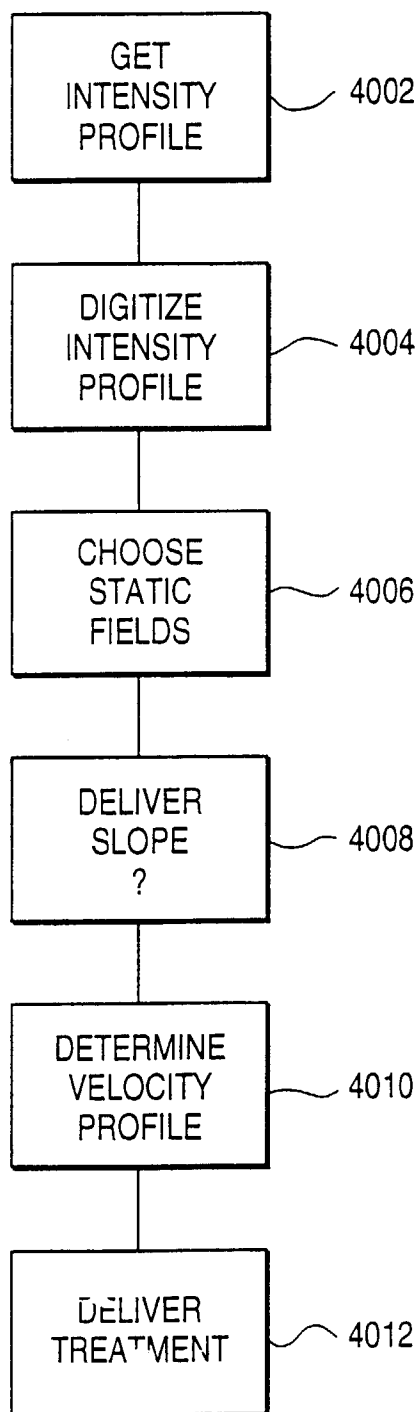 GET
INTENSITY
PROFILE
4002
DIGITIZE
INTENSITY
PROFILE
4004
CHOOSE
STATIC
FIELDS
4006
DELIVER
SLOPE
?
4008
DETERMINE
VELOCITY
PROFILE
4010
DELIVER
TREATMENT
4012